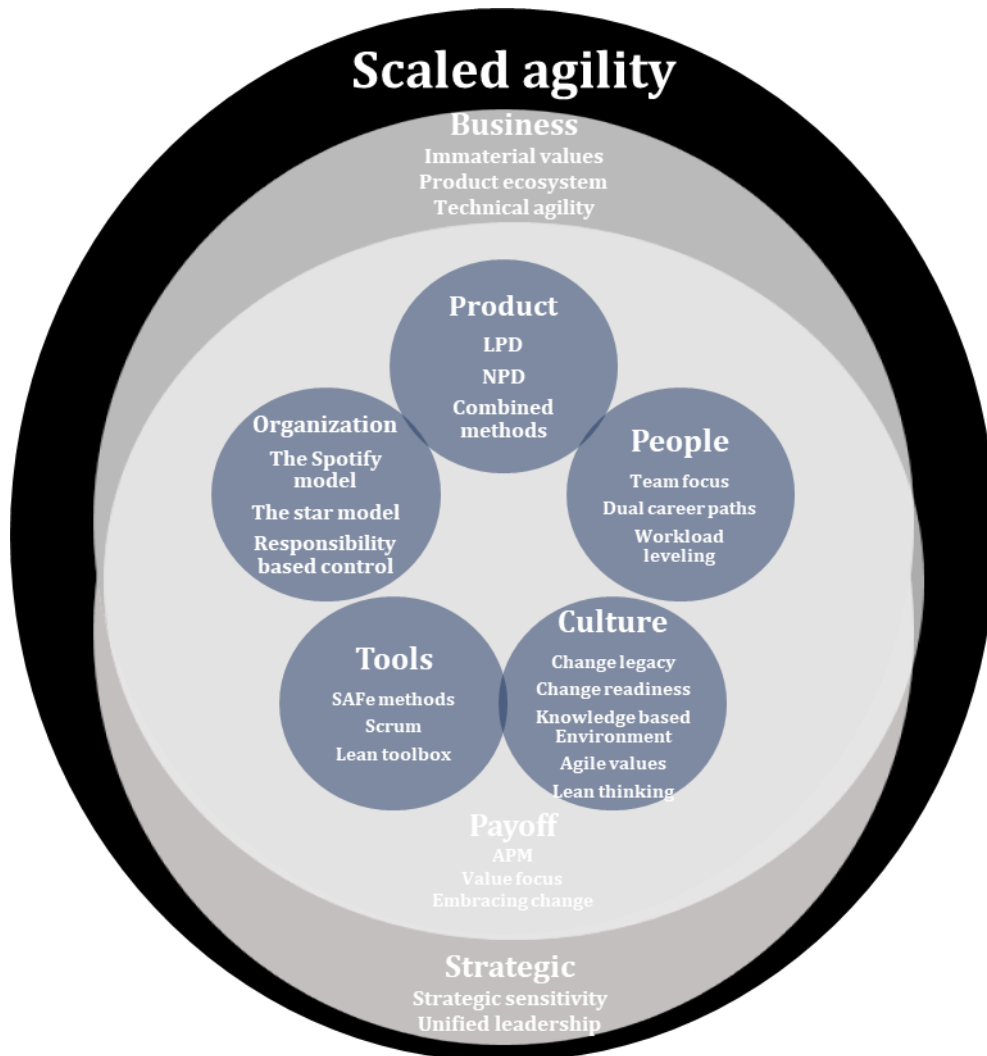 Scaled agility
Business
Immaterial values
Product ecosystem
Technical agility
Product
LPD
NPD
Combined
methods
Organization
The Spotify
model
The star model
Responsibility
based control
People
Team focus
Dual career paths
Workload
leveling
Tools
SAFe methods
Scrum
Lean toolbox
Culture
Change legacy
Change readiness
Knowledge based
Environment
Agile values
Lean thinking
Payoff
APM
Value focus
Embracing change
Strategic
Strategic sensitivity
Unified leadership